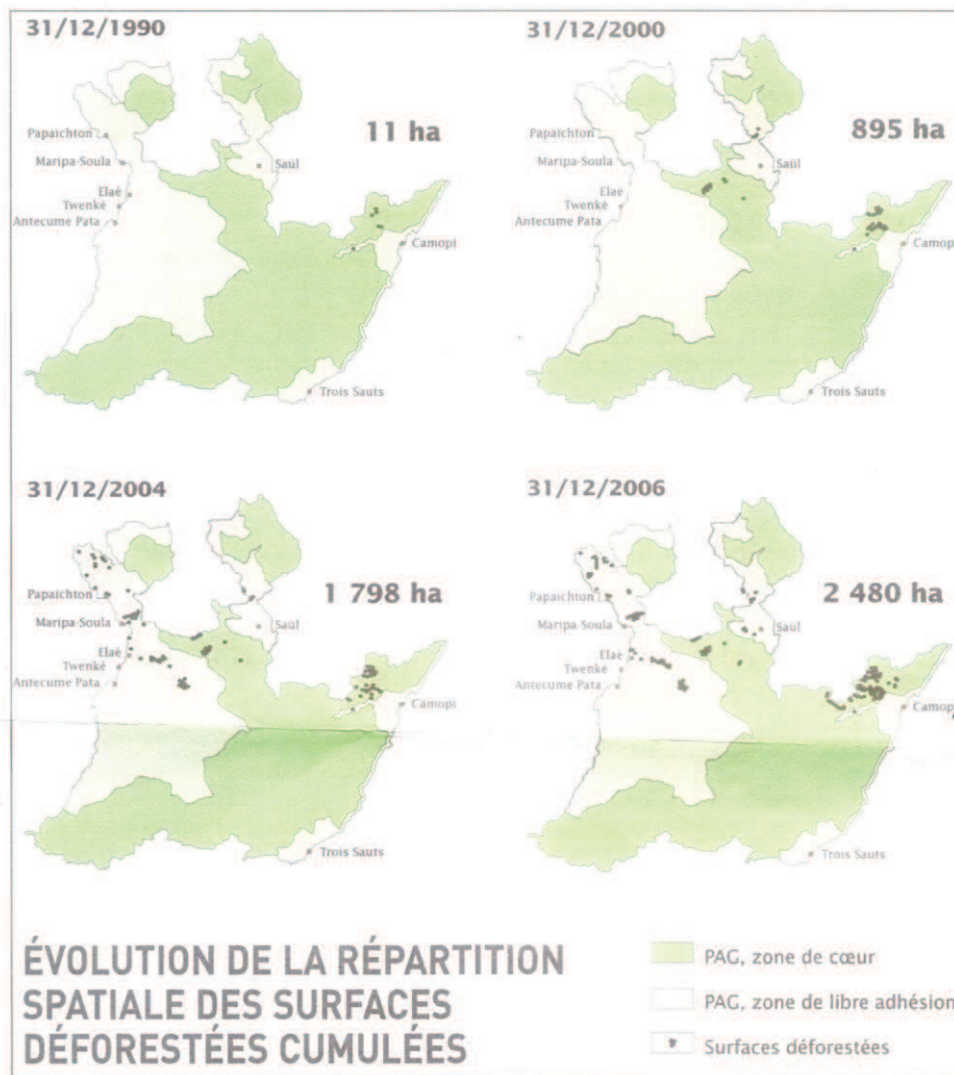 31/12/1990
11 ha
Papaïchton
Maripa-Soula
Saül
Elaé
Twenké
Antecume Pata
Camopi
Trois Sauts
31/12/2000
895 ha
Papaïchton
Maripa-Soula
Saül
Elaé
Twenké
Antecume Pata
Camopi
Trois Sauts
31/12/2004
1 798 ha
Papaïchton
Maripa-Soula
Saül
Elaé
Twenké
Antecume Pata
Camopi
Trois Sauts
31/12/2006
2 480 ha
Papaïchton
Maripa-Soula
Saül
Elaé
Twenké
Antecume Pata
Camopi
Trois Sauts
ÉVOLUTION DE LA RÉPARTITION
SPATIALE DES SURFACES
DÉFORESTÉES CUMULÉES
PAG, zone de cœur
PAG, zone de libre adhésion
Surfaces déforestées